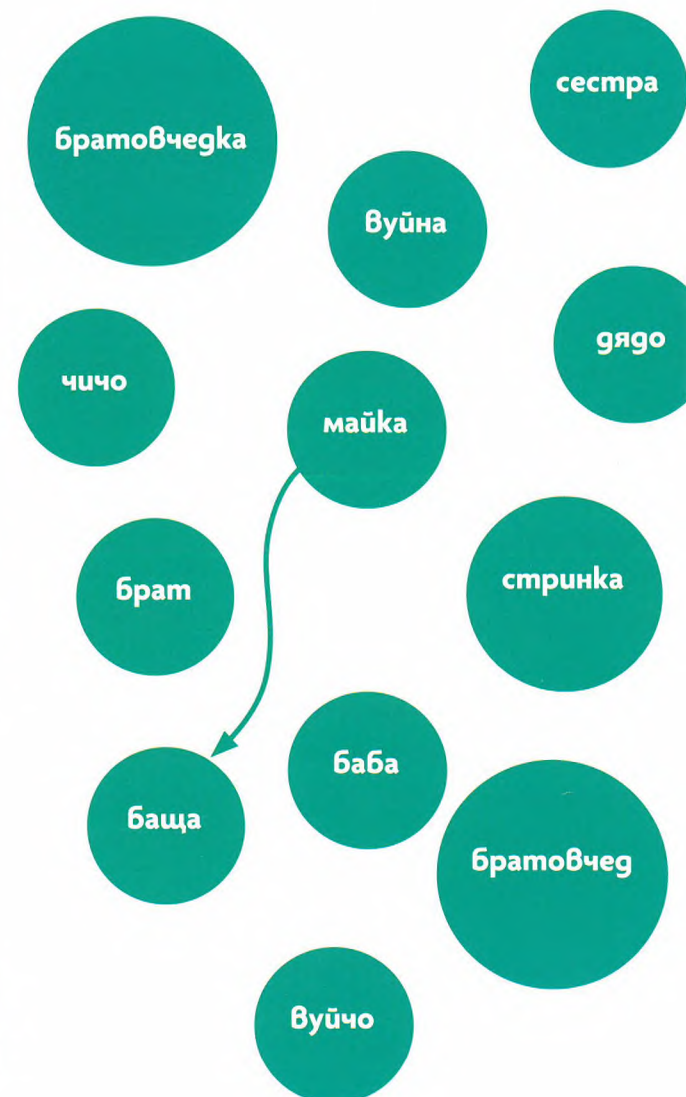 сестра
братовчедка
вуйна
дядо
чичо
майка
стринка
брат
баба
баща
братовчед
вуйчо